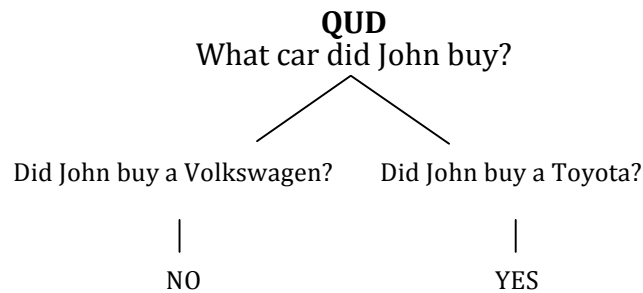 QUD
What car did John buy?
Did John buy a Volkswagen? Did John buy a Toyota?
NO YES